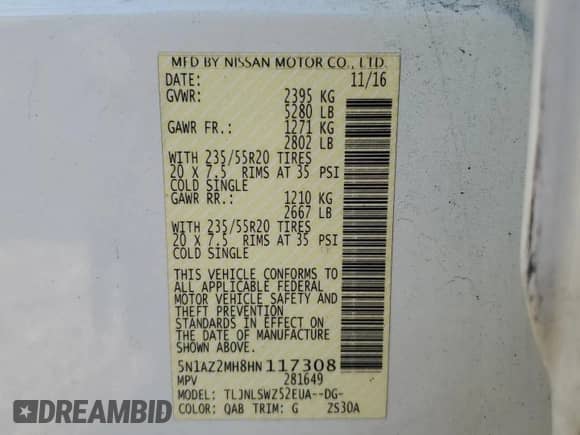 MFD BY NISSAN MOTOR CO., LTD.
DATE: 11/16
GVWR: 2395 KG
5280 LB
GAWR FR.: 1271 KG
2802 LB
WITH 235/55R20 TIRES
20 X 7.5 RIMS AT 35 PSI
COLD SINGLE
GAWR RR.: 1210 KG
2667 LB
WITH 235/55R20 TIRES
20 X 7.5 RIMS AT 35 PSI
COLD SINGLE
THIS VEHICLE CONFORMS TO
ALL APPLICABLE FEDERAL
MOTOR VEHICLE SAFETY AND
THEFT PREVENTION
STANDARDS IN EFFECT ON
THE DATE OF MANUFACTURE
SHOWN ABOVE.
5N1AZ2MH8HN117308
MPV 281649
MODEL: TLJNLSWZ52EUA--DG-
COLOR: QAB TRIM: G ZS30A
EASYCARBID.COM